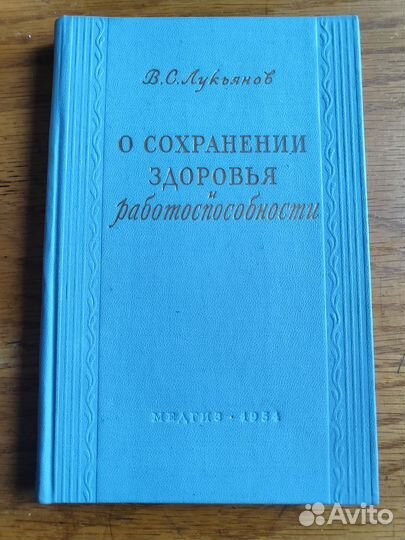 В.С.Лукьянов
О СОХРАНЕНИИ
ЗДОРОВЬЯ
и
работоспособности
МЕДГИЗ • 1954
Avito